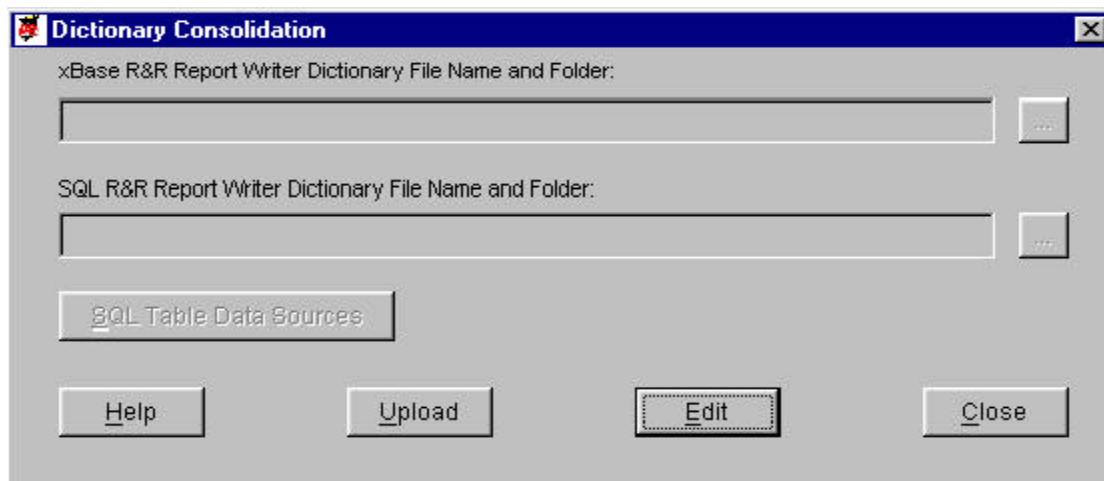 Dictionary Consolidation
xBase R&R Report Writer Dictionary File Name and Folder:
...
SQL R&R Report Writer Dictionary File Name and Folder:
...
SQL Table Data Sources
Help Upload Edit Close